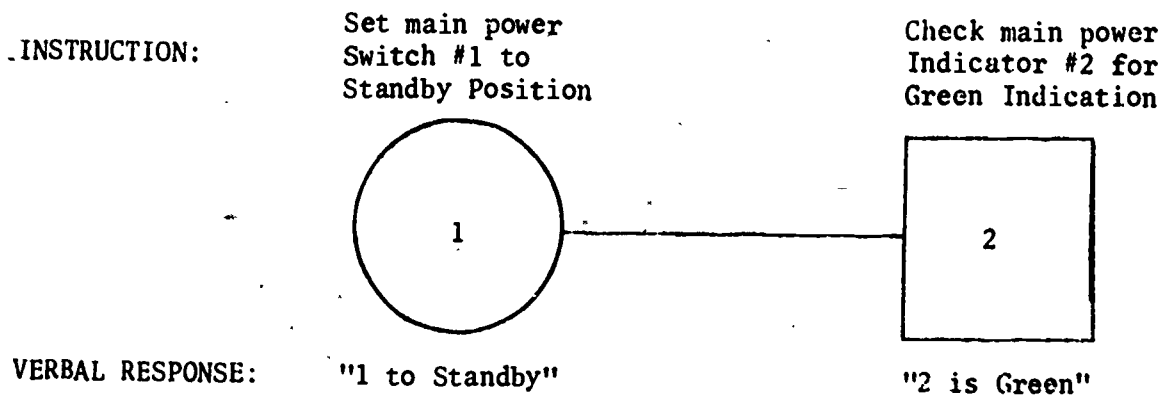 INSTRUCTION:
Set main power
Switch #1 to
Standby Position
Check main power
Indicator #2 for
Green Indication
1
2
VERBAL RESPONSE:
"1 to Standby"
"2 is Green"